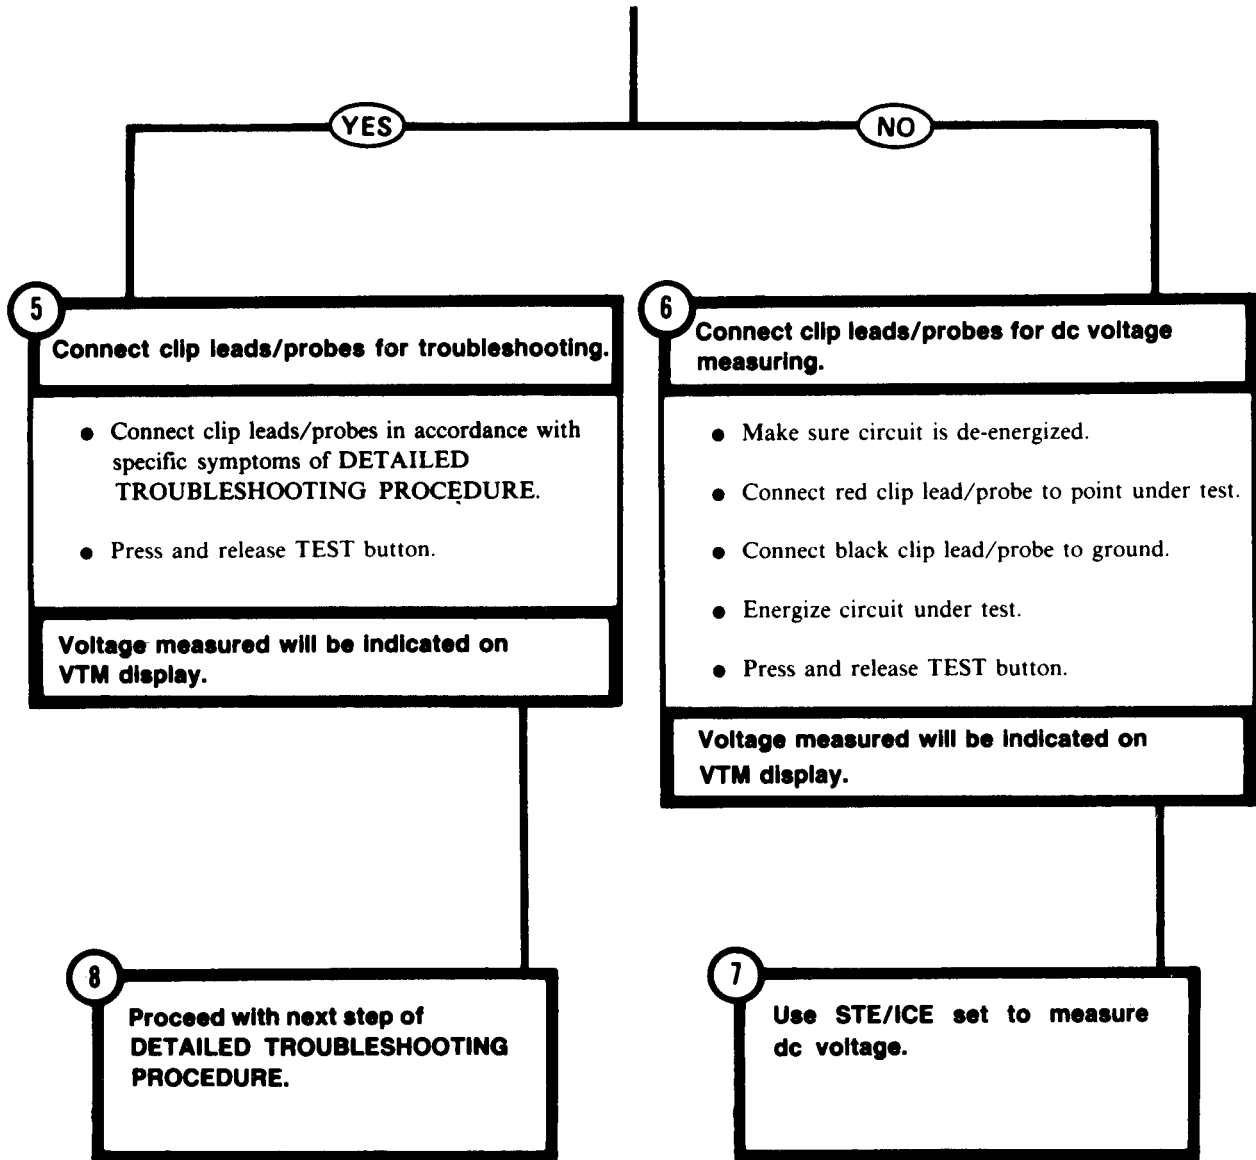 YES
NO
5
Connect clip leads/probes for troubleshooting.
● Connect clip leads/probes in accordance with
specific symptoms of DETAILED
TROUBLESHOOTING PROCEDURE.
● Press and release TEST button.
Voltage measured will be indicated on
VTM display.
6
Connect clip leads/probes for dc voltage
measuring.
● Make sure circuit is de-energized.
● Connect red clip lead/probe to point under test.
● Connect black clip lead/probe to ground.
● Energize circuit under test.
● Press and release TEST button.
Voltage measured will be indicated on
VTM display.
8
Proceed with next step of
DETAILED TROUBLESHOOTING
PROCEDURE.
7
Use STE/ICE set to measure
dc voltage.